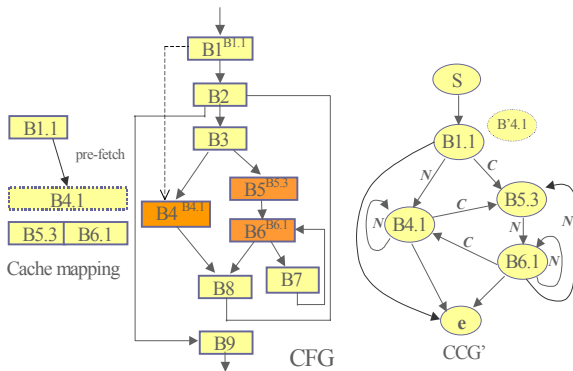 B1.1
pre-fetch
B4.1
B5.3 B6.1
Cache mapping
B1 B1.1
B2
B3
B5 B5.3
B4 B4.1
B6 B6.1
B7
B8
B9
CFG
S
B'4.1
B1.1
N C
B5.3
C
B4.1
N
N
N
C
B6.1
N
e
CCG'